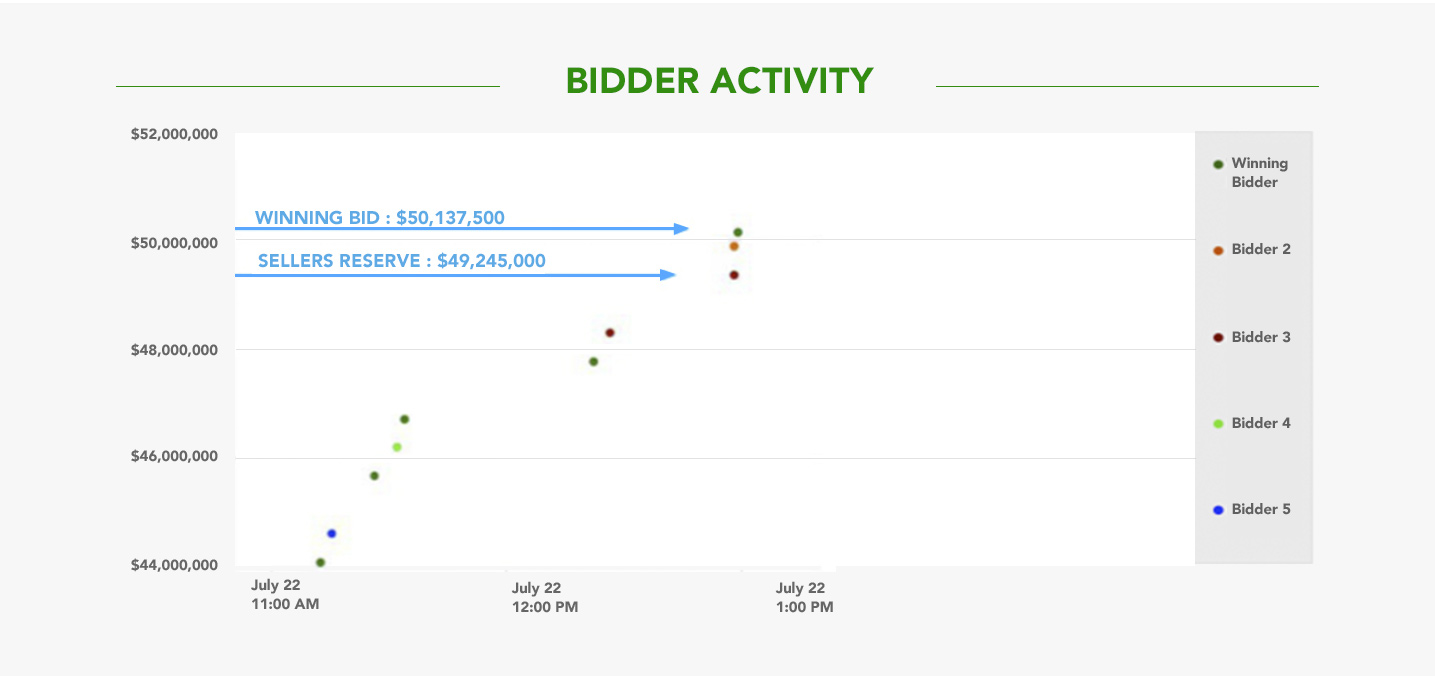 BIDDER ACTIVITY
$52,000,000
WINNING BID : $50,137,500
$50,000,000
SELLERS RESERVE : $49,245,000
$48,000,000
$46,000,000
$44,000,000
July 22
11:00 AM
July 22
12:00 PM
July 22
1:00 PM
Winning
Bidder
Bidder 2
Bidder 3
Bidder 4
Bidder 5